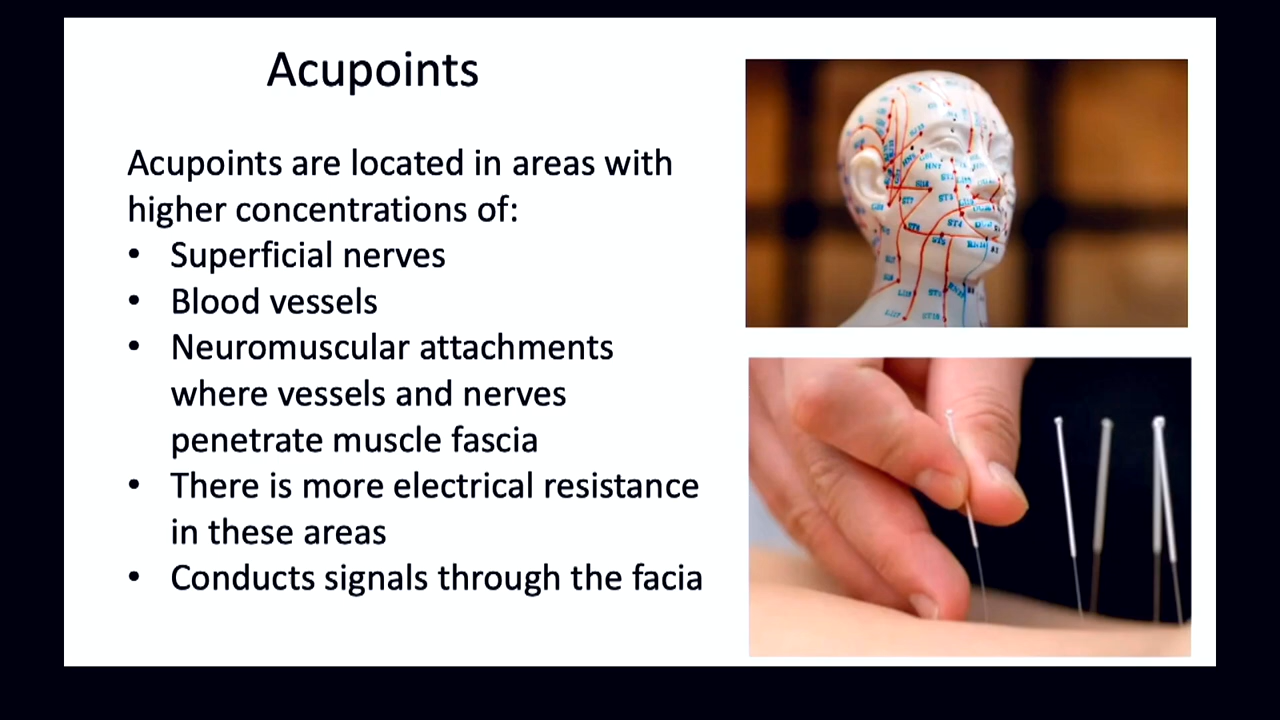 Acupoints
Acupoints are located in areas with
higher concentrations of:
• Superficial nerves
• Blood vessels
• Neuromuscular attachments
where vessels and nerves
penetrate muscle fascia
• There is more electrical resistance
in these areas
• Conducts signals through the facia